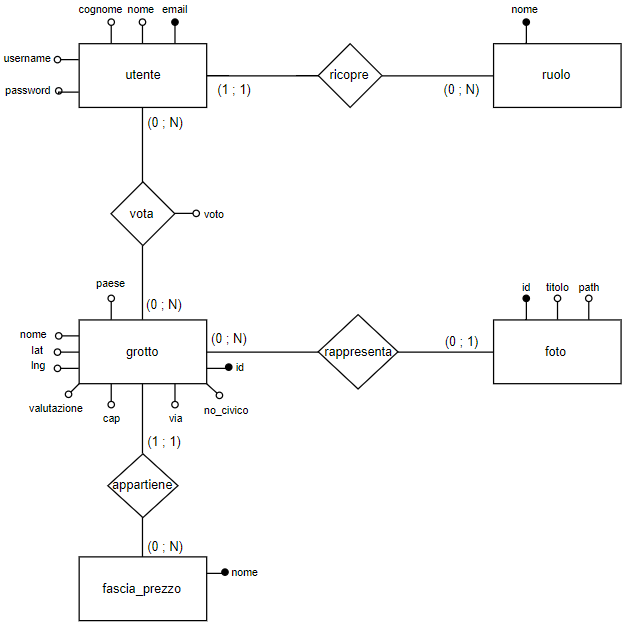 cognome nome email
nome
username
utente
ricopre
ruolo
password
(1 ; 1)
(0 ; N)
(0 ; N)
vota
voto
paese
(0 ; N)
id titolo path
nome
lat
lng
grotto
(0 ; N)
rappresenta
(0 ; 1)
foto
id
valutazione
cap
via
no_civico
(1 ; 1)
appartiene
(0 ; N)
fascia_prezzo
nome